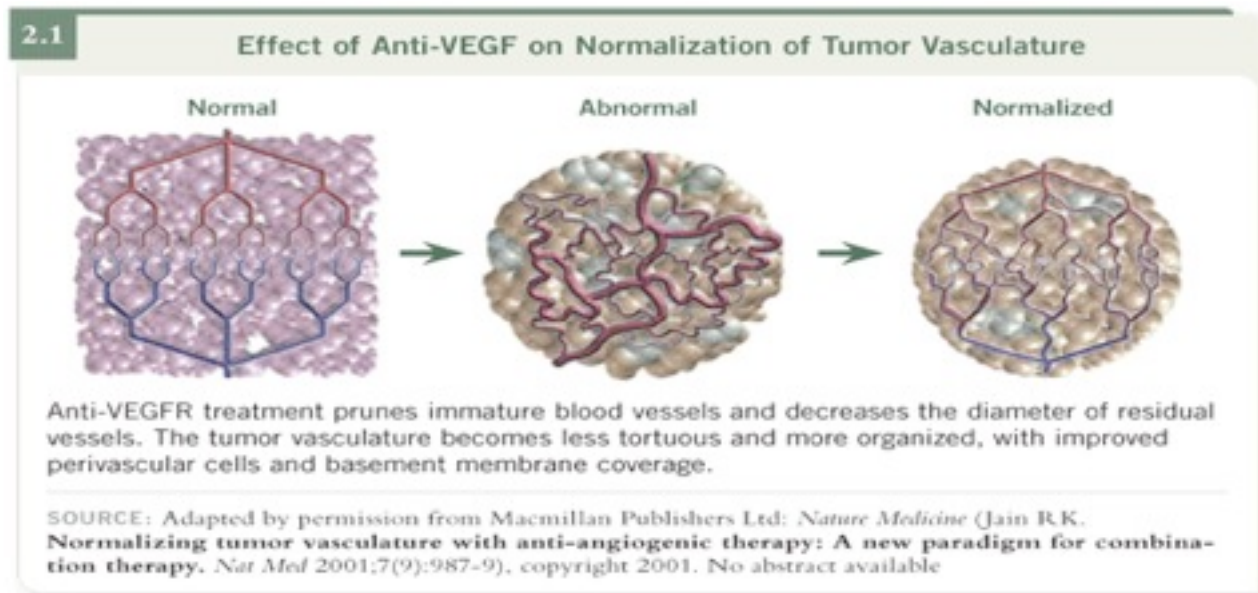 2.1
Effect of Anti-VEGF on Normalization of Tumor Vasculature
Normal
Abnormal
Normalized
Anti-VEGFR treatment prunes immature blood vessels and decreases the diameter of residual
vessels. The tumor vasculature becomes less tortuous and more organized, with improved
perivascular cells and basement membrane coverage.
SOURCE: Adapted by permission from Macmillan Publishers Ltd: Nature Medicine (Jain RK.
Normalizing tumor vasculature with anti-angiogenic therapy: A new paradigm for combina-
tion therapy. Nat Med 2001;7(9):987-9), copyright 2001. No abstract available